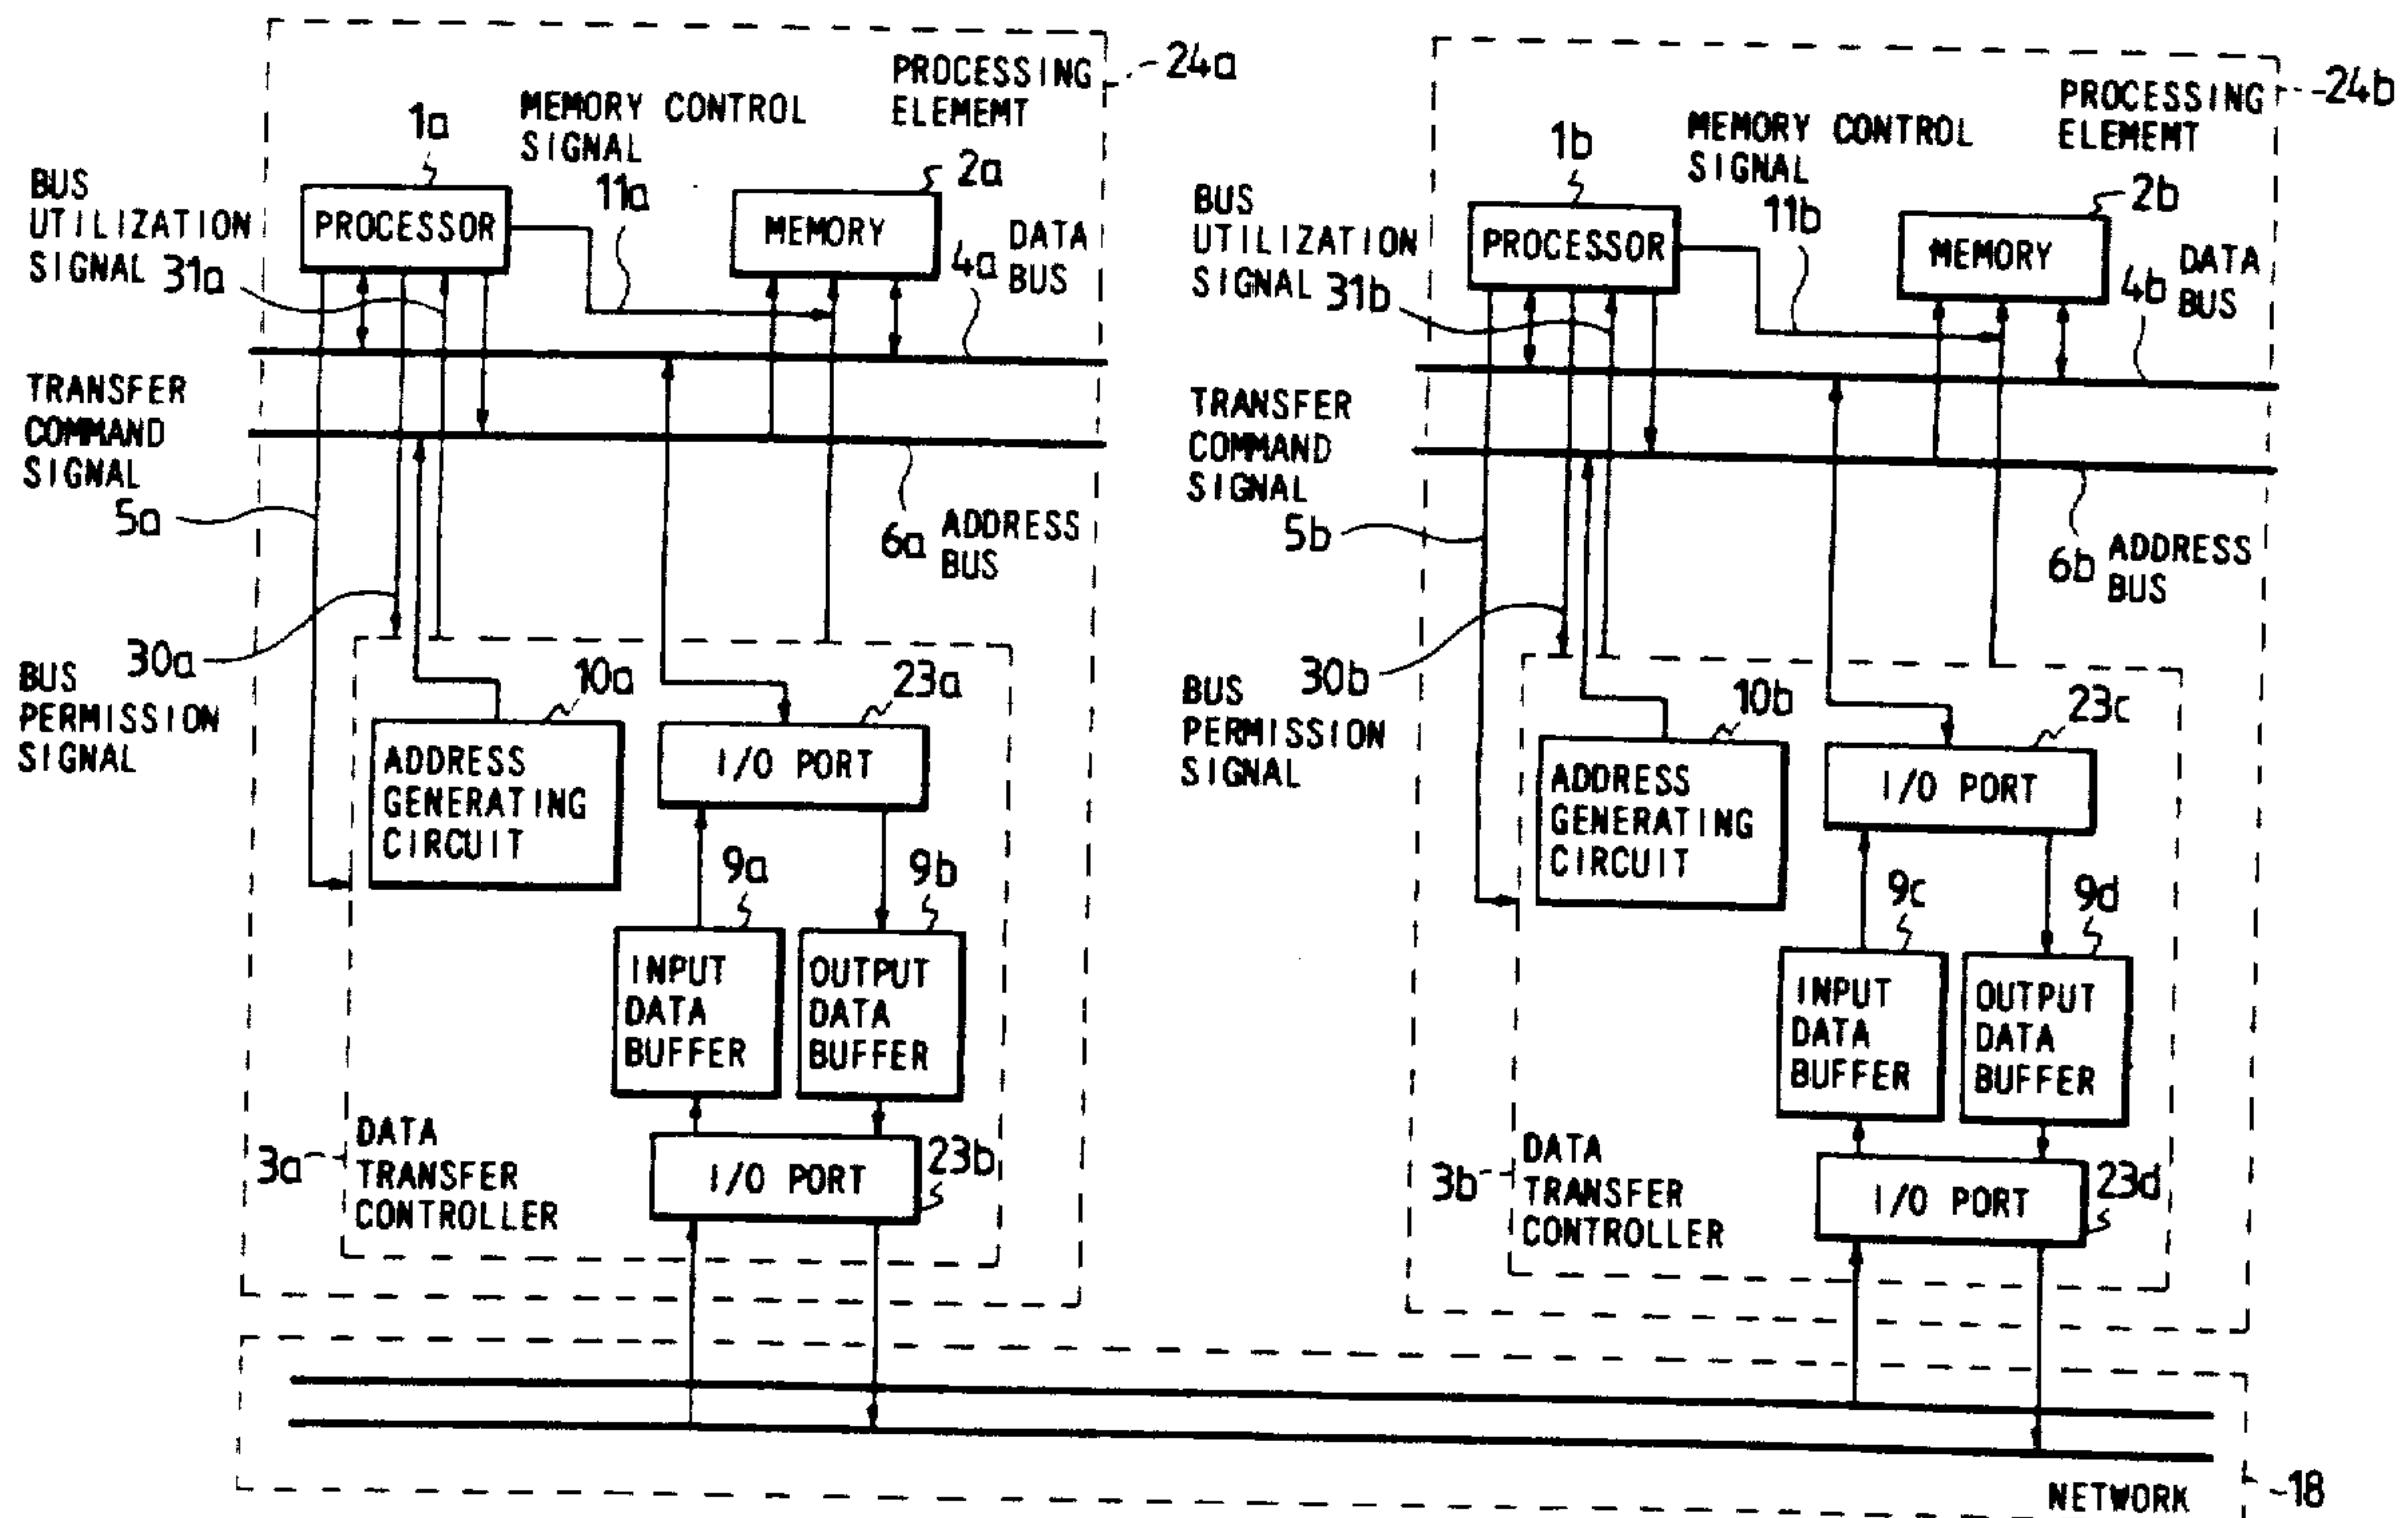 PROCESSING
ELEMEMT
24a
MEMORY CONTROL
SIGNAL
11a
1a
PROCESSOR
2a
MEMORY
BUS
UTILIZATION
SIGNAL 31a
4a DATA
BUS
TRANSFER
COMMAND
SIGNAL
5a
6a ADDRESS
BUS
30a
BUS
PERMISSION
SIGNAL
10a
ADDRESS
GENERATING
CIRCUIT
23a
I/O PORT
9a
INPUT
DATA
BUFFER
9b
OUTPUT
DATA
BUFFER
3a
DATA
TRANSFER
CONTROLLER
23b
I/O PORT
PROCESSING
ELEMEMT
24b
MEMORY CONTROL
SIGNAL
11b
1b
PROCESSOR
2b
MEMORY
BUS
UTILIZATION
SIGNAL 31b
4b DATA
BUS
TRANSFER
COMMAND
SIGNAL
5b
6b ADDRESS
BUS
30b
BUS
PERMISSION
SIGNAL
10b
ADDRESS
GENERATING
CIRCUIT
23c
I/O PORT
9c
INPUT
DATA
BUFFER
9d
OUTPUT
DATA
BUFFER
3b
DATA
TRANSFER
CONTROLLER
23d
I/O PORT
NETWORK
18